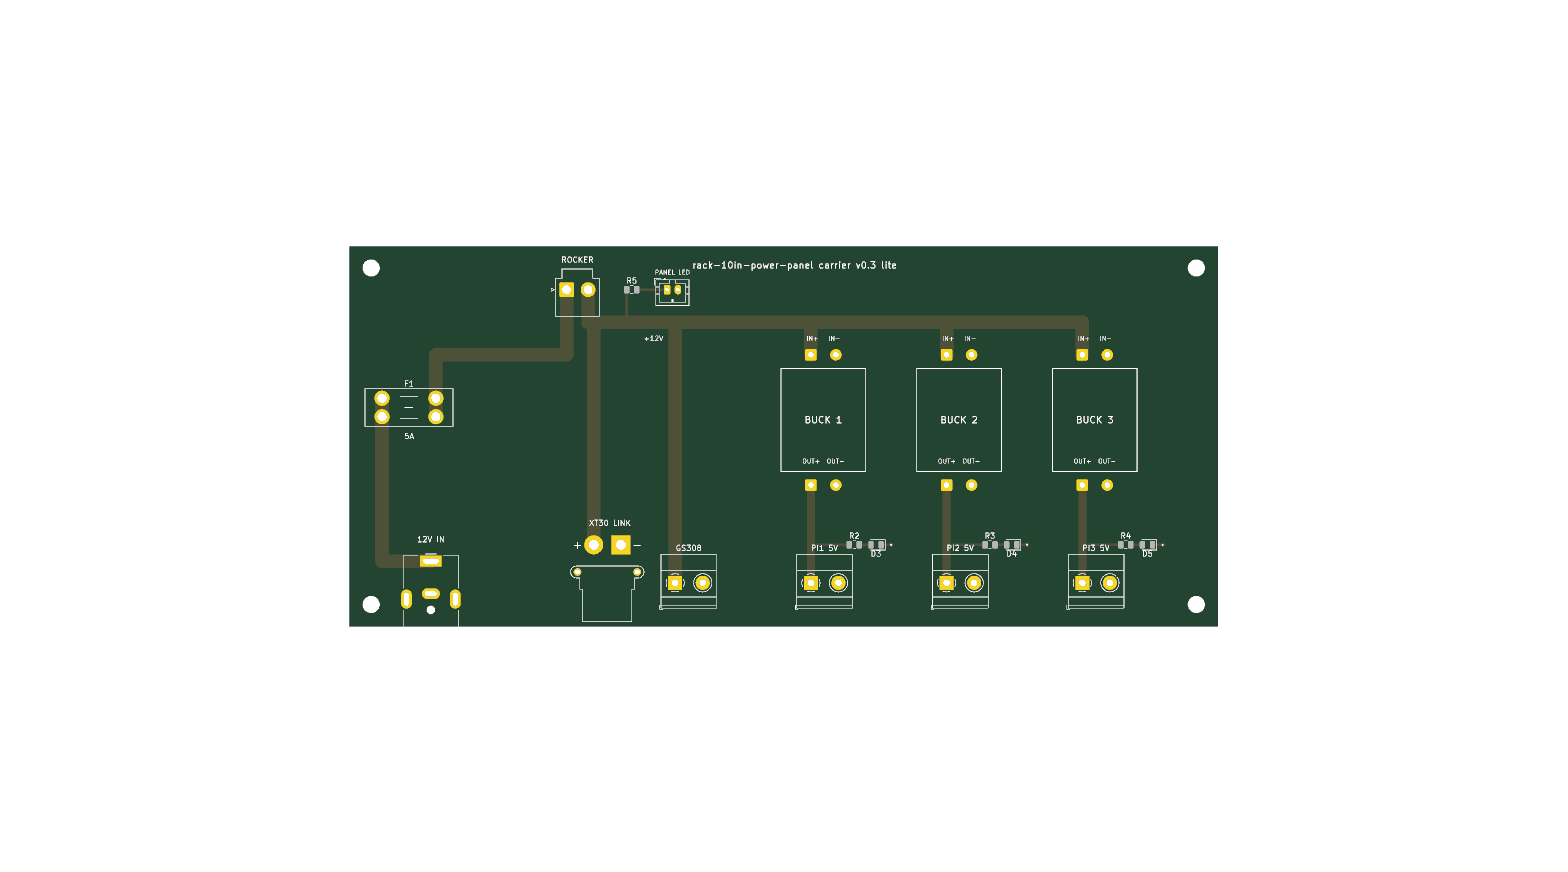 ROCKER
rack-10in-power-panel carrier v0.3 lite
PANEL LED
R5
+12V
IN+ IN-
IN+ IN-
IN+ IN-
F1
5A
BUCK 1
BUCK 2
BUCK 3
OUT+ OUT-
OUT+ OUT-
OUT+ OUT-
XT30 LINK
+ -
12V IN
GS308
PI1 5V
R2
D3
PI2 5V
R3
D4
PI3 5V
R4
D5